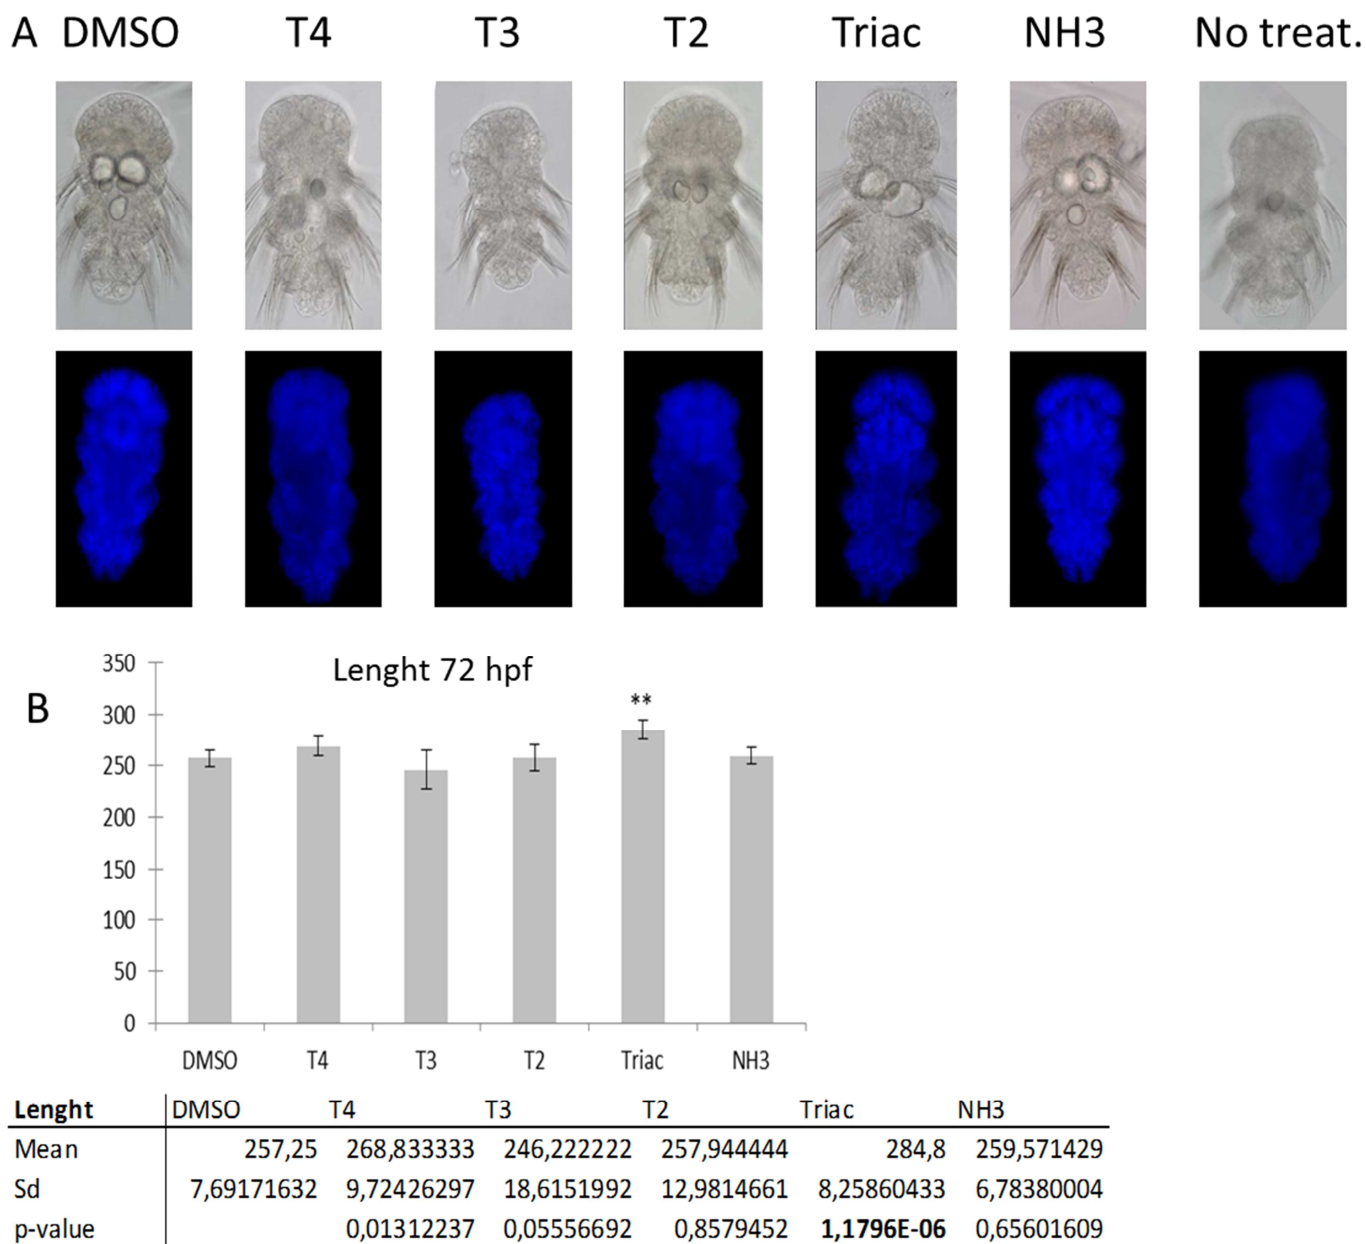 A DMSO T4 T3 T2 Triac NH3 No treat.
B
Lenght 72 hpf
350
300
250
200
150
100
50
0
**
DMSO T4 T3 T2 Triac NH3
Lenght DMSO T4 T3 T2 Triac NH3
Mean 257,25 268,833333 246,222222 257,944444 284,8 259,571429
Sd 7,69171632 9,72426297 18,6151992 12,9814661 8,25860433 6,78380004
p-value 0,01312237 0,05556692 0,8579452 1,1796E-06 0,65601609